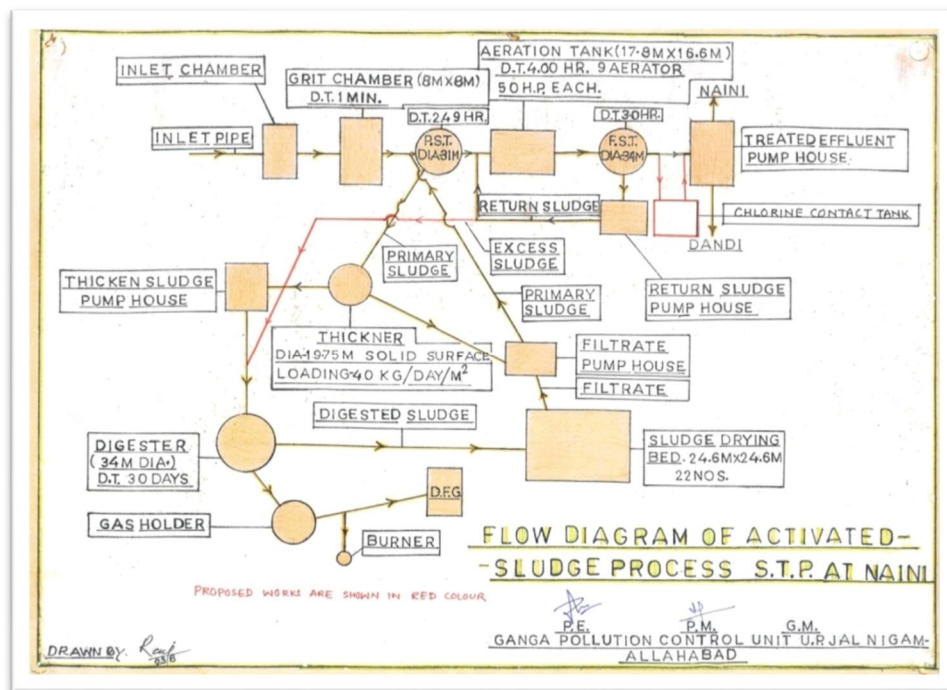 INLET CHAMBER
GRIT CHAMBER (8M X 8M)
D.T. 1 MIN.
AERATION TANK (17.8M X 16.6M)
D.T. 4.00 HR. 9 AERATOR
50 H.P. EACH.
D.T. 2.49 HR.
D.T. 3.0 HR.
NAINI
INLET PIPE
P.S.T.
DIA 31M
F.S.T.
DIA 34M
TREATED EFFLUENT
PUMP HOUSE.
RETURN SLUDGE
CHLORINE CONTACT TANK
DANDI
PRIMARY
SLUDGE
EXCESS
SLUDGE
THICKEN SLUDGE
PUMP HOUSE
PRIMARY
SLUDGE
RETURN SLUDGE
PUMP HOUSE
THICKNER
DIA-19.75M SOLID SURFACE
LOADING-40 KG/DAY/M²
FILTRATE
PUMP HOUSE
FILTRATE
DIGESTED SLUDGE
DIGESTER
(34M DIA.)
D.T. 30 DAYS
SLUDGE DRYING
BED. 24.6M X 24.6M
22 NOS.
D.F.G
GAS HOLDER
BURNER
FLOW DIAGRAM OF ACTIVATED-
-SLUDGE PROCESS S.T.P. AT NAINI
PROPOSED WORKS ARE SHOWN IN RED COLOUR
P.E. P.M. G.M.
GANGA POLLUTION CONTROL UNIT U.P. JAL NIGAM-
ALLAHABAD
DRAWN BY.